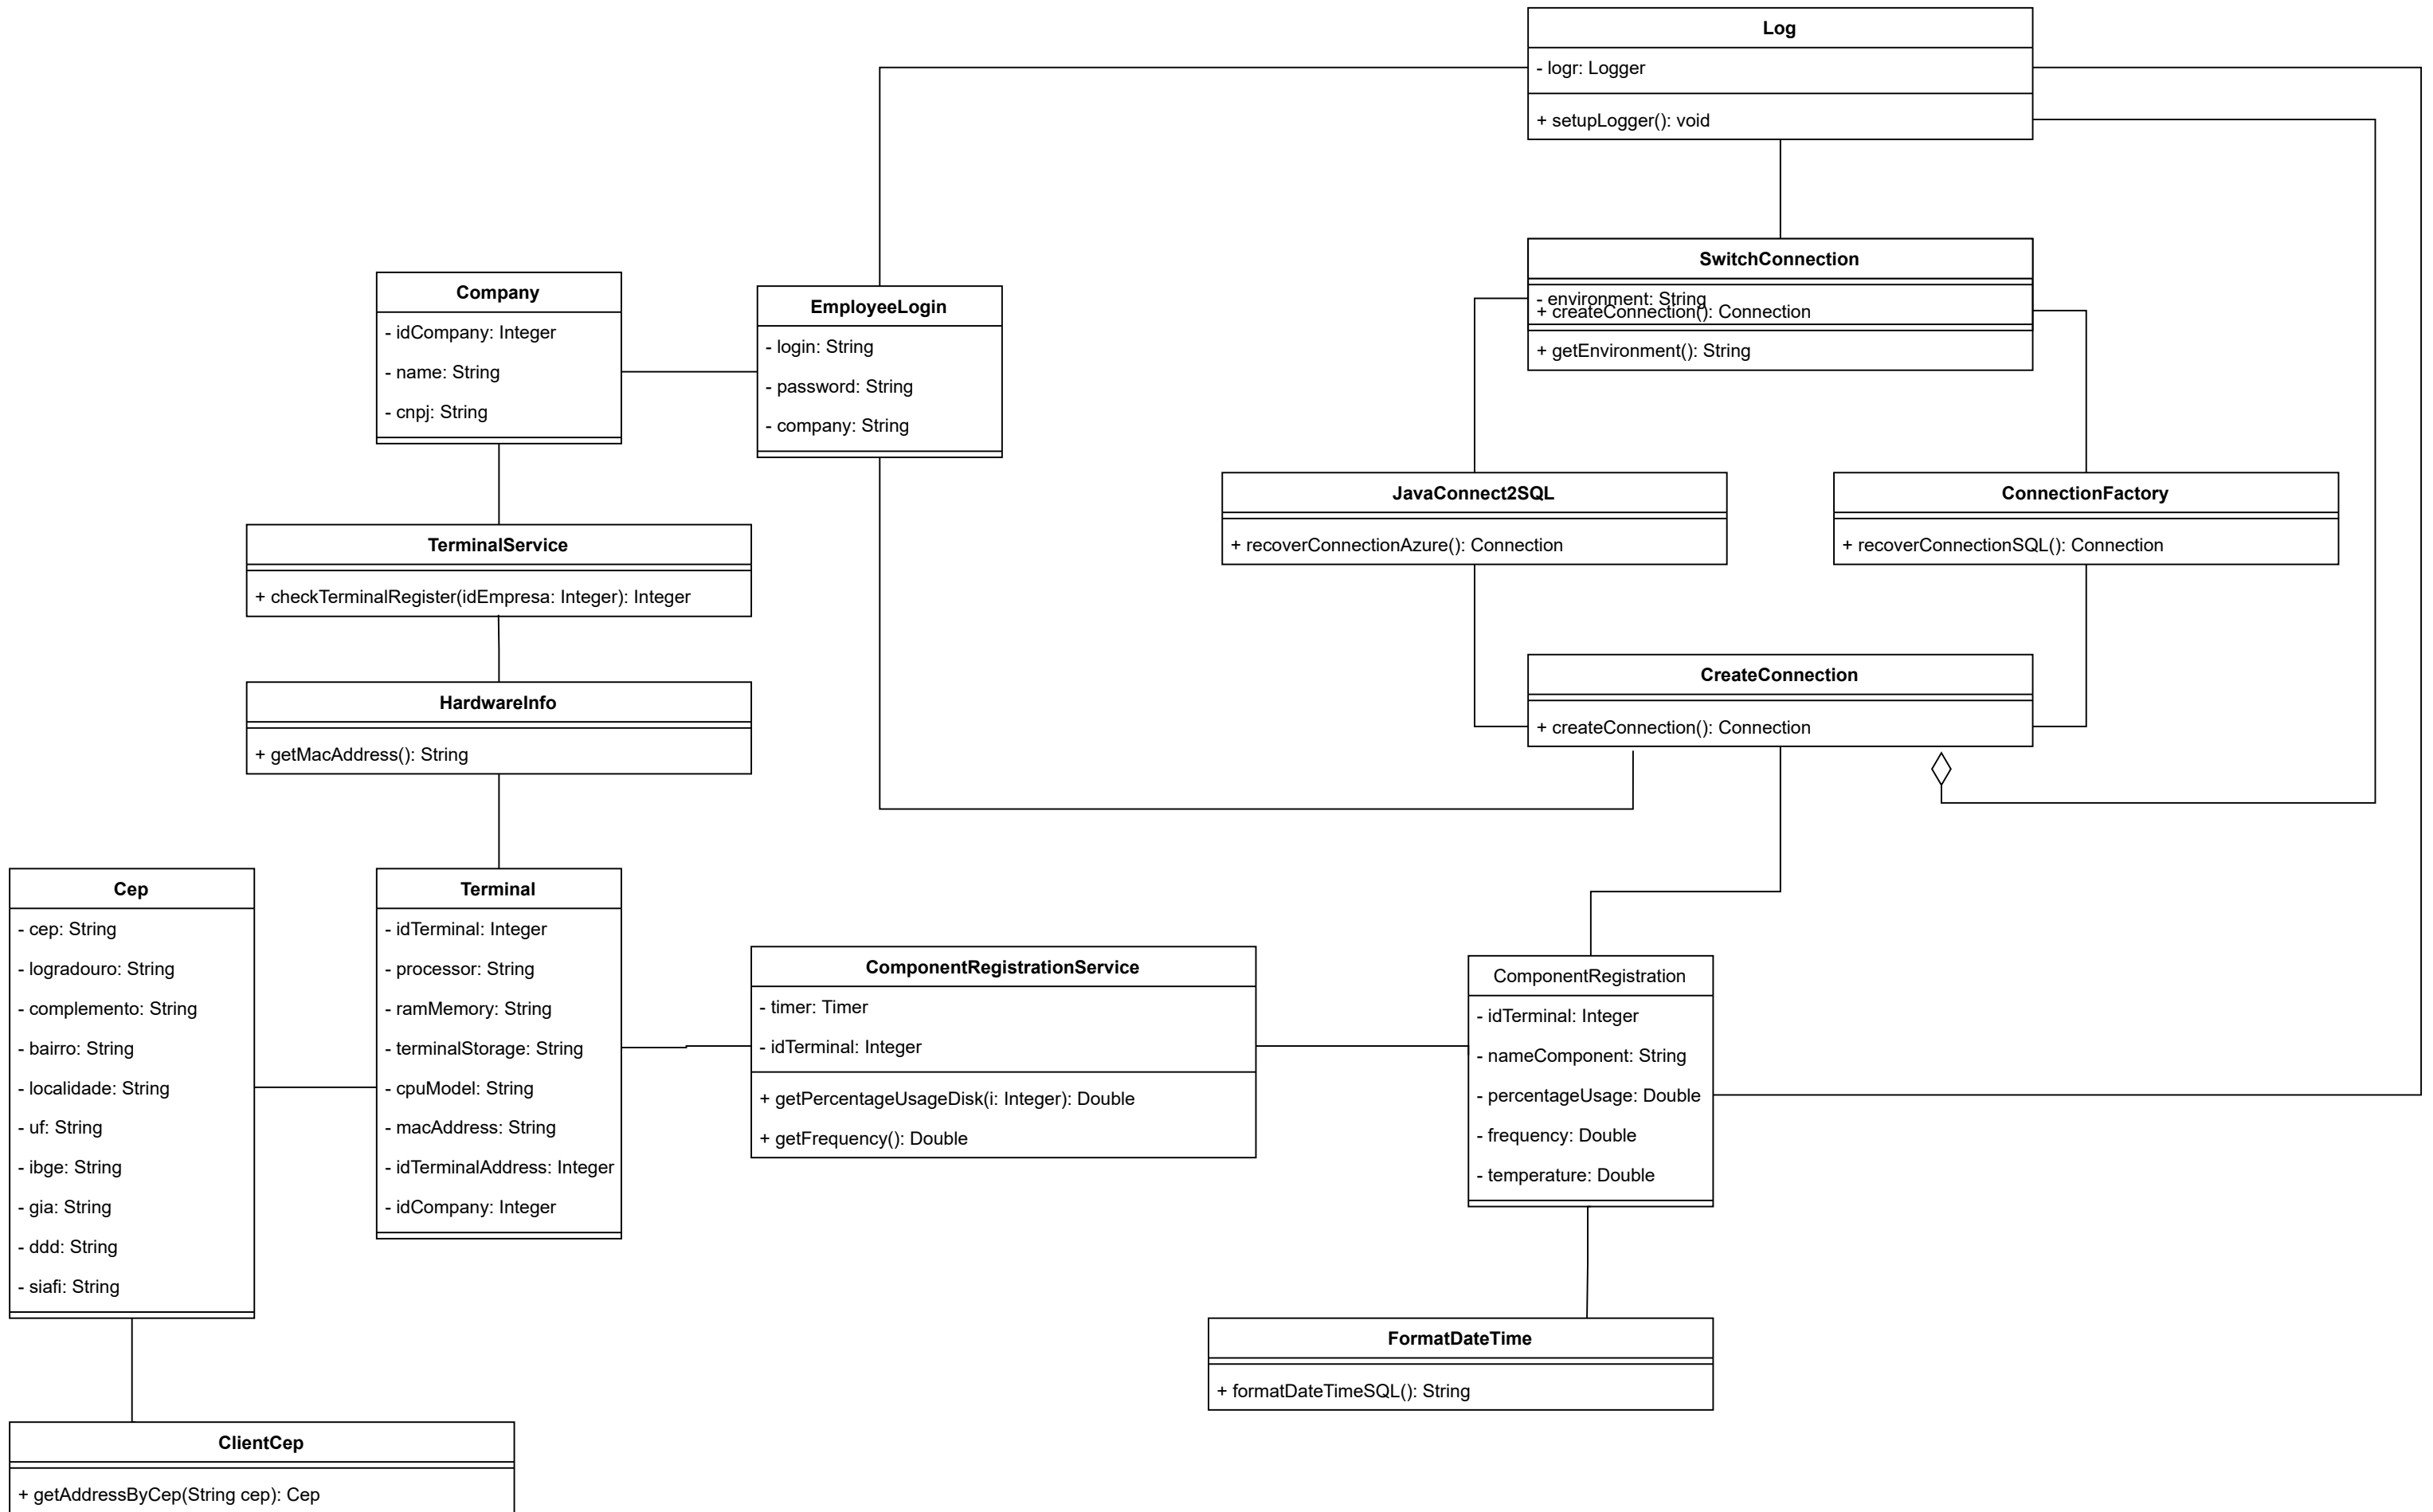 Log
- logr: Logger
+ setupLogger(): void
SwitchConnection
- environment: String
+ createConnection(): Connection
+ getEnvironment(): String
Company
- idCompany: Integer
- name: String
- cnpj: String
EmployeeLogin
- login: String
- password: String
- company: String
JavaConnect2SQL
+ recoverConnectionAzure(): Connection
ConnectionFactory
+ recoverConnectionSQL(): Connection
TerminalService
+ checkTerminalRegister(idEmpresa: Integer): Integer
HardwareInfo
+ getMacAddress(): String
CreateConnection
+ createConnection(): Connection
Cep
- cep: String
- logradouro: String
- complemento: String
- bairro: String
- localidade: String
- uf: String
- ibge: String
- gia: String
- ddd: String
- siafi: String
Terminal
- idTerminal: Integer
- processor: String
- ramMemory: String
- terminalStorage: String
- cpuModel: String
- macAddress: String
- idTerminalAddress: Integer
- idCompany: Integer
ComponentRegistrationService
- timer: Timer
- idTerminal: Integer
+ getPercentageUsageDisk(i: Integer): Double
+ getFrequency(): Double
ComponentRegistration
- idTerminal: Integer
- nameComponent: String
- percentageUsage: Double
- frequency: Double
- temperature: Double
FormatDateTime
+ formatDateTimeSQL(): String
ClientCep
+ getAddressByCep(String cep): Cep